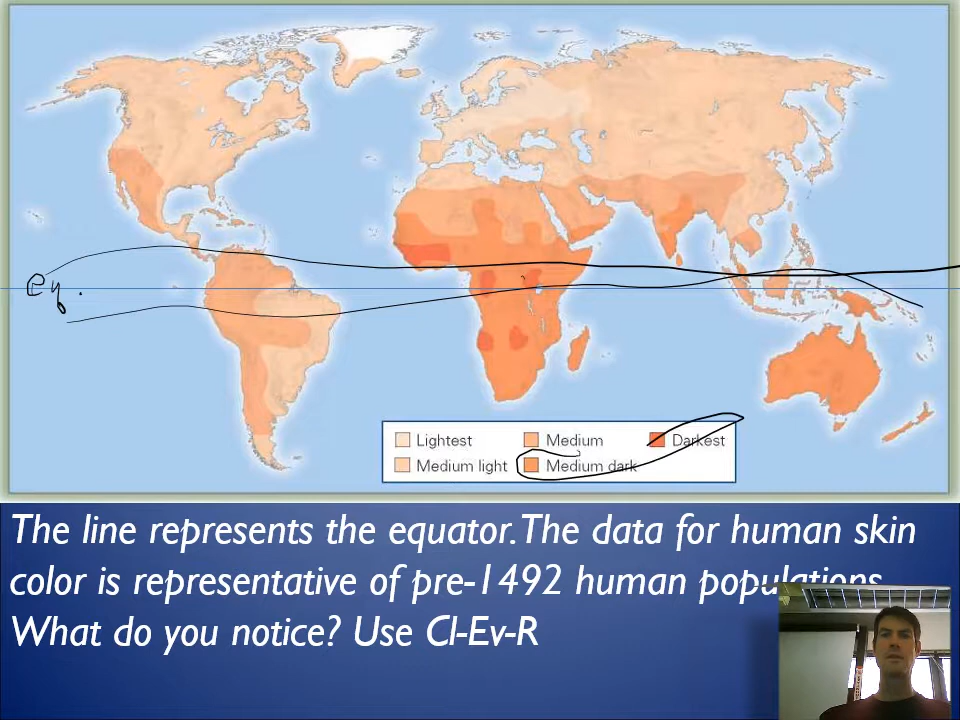 Eq.
Lightest
Medium
Darkest
Medium light
Medium dark
The line represents the equator. The data for human skin
color is representative of pre-1492 human populations
What do you notice? Use Cl-Ev-R